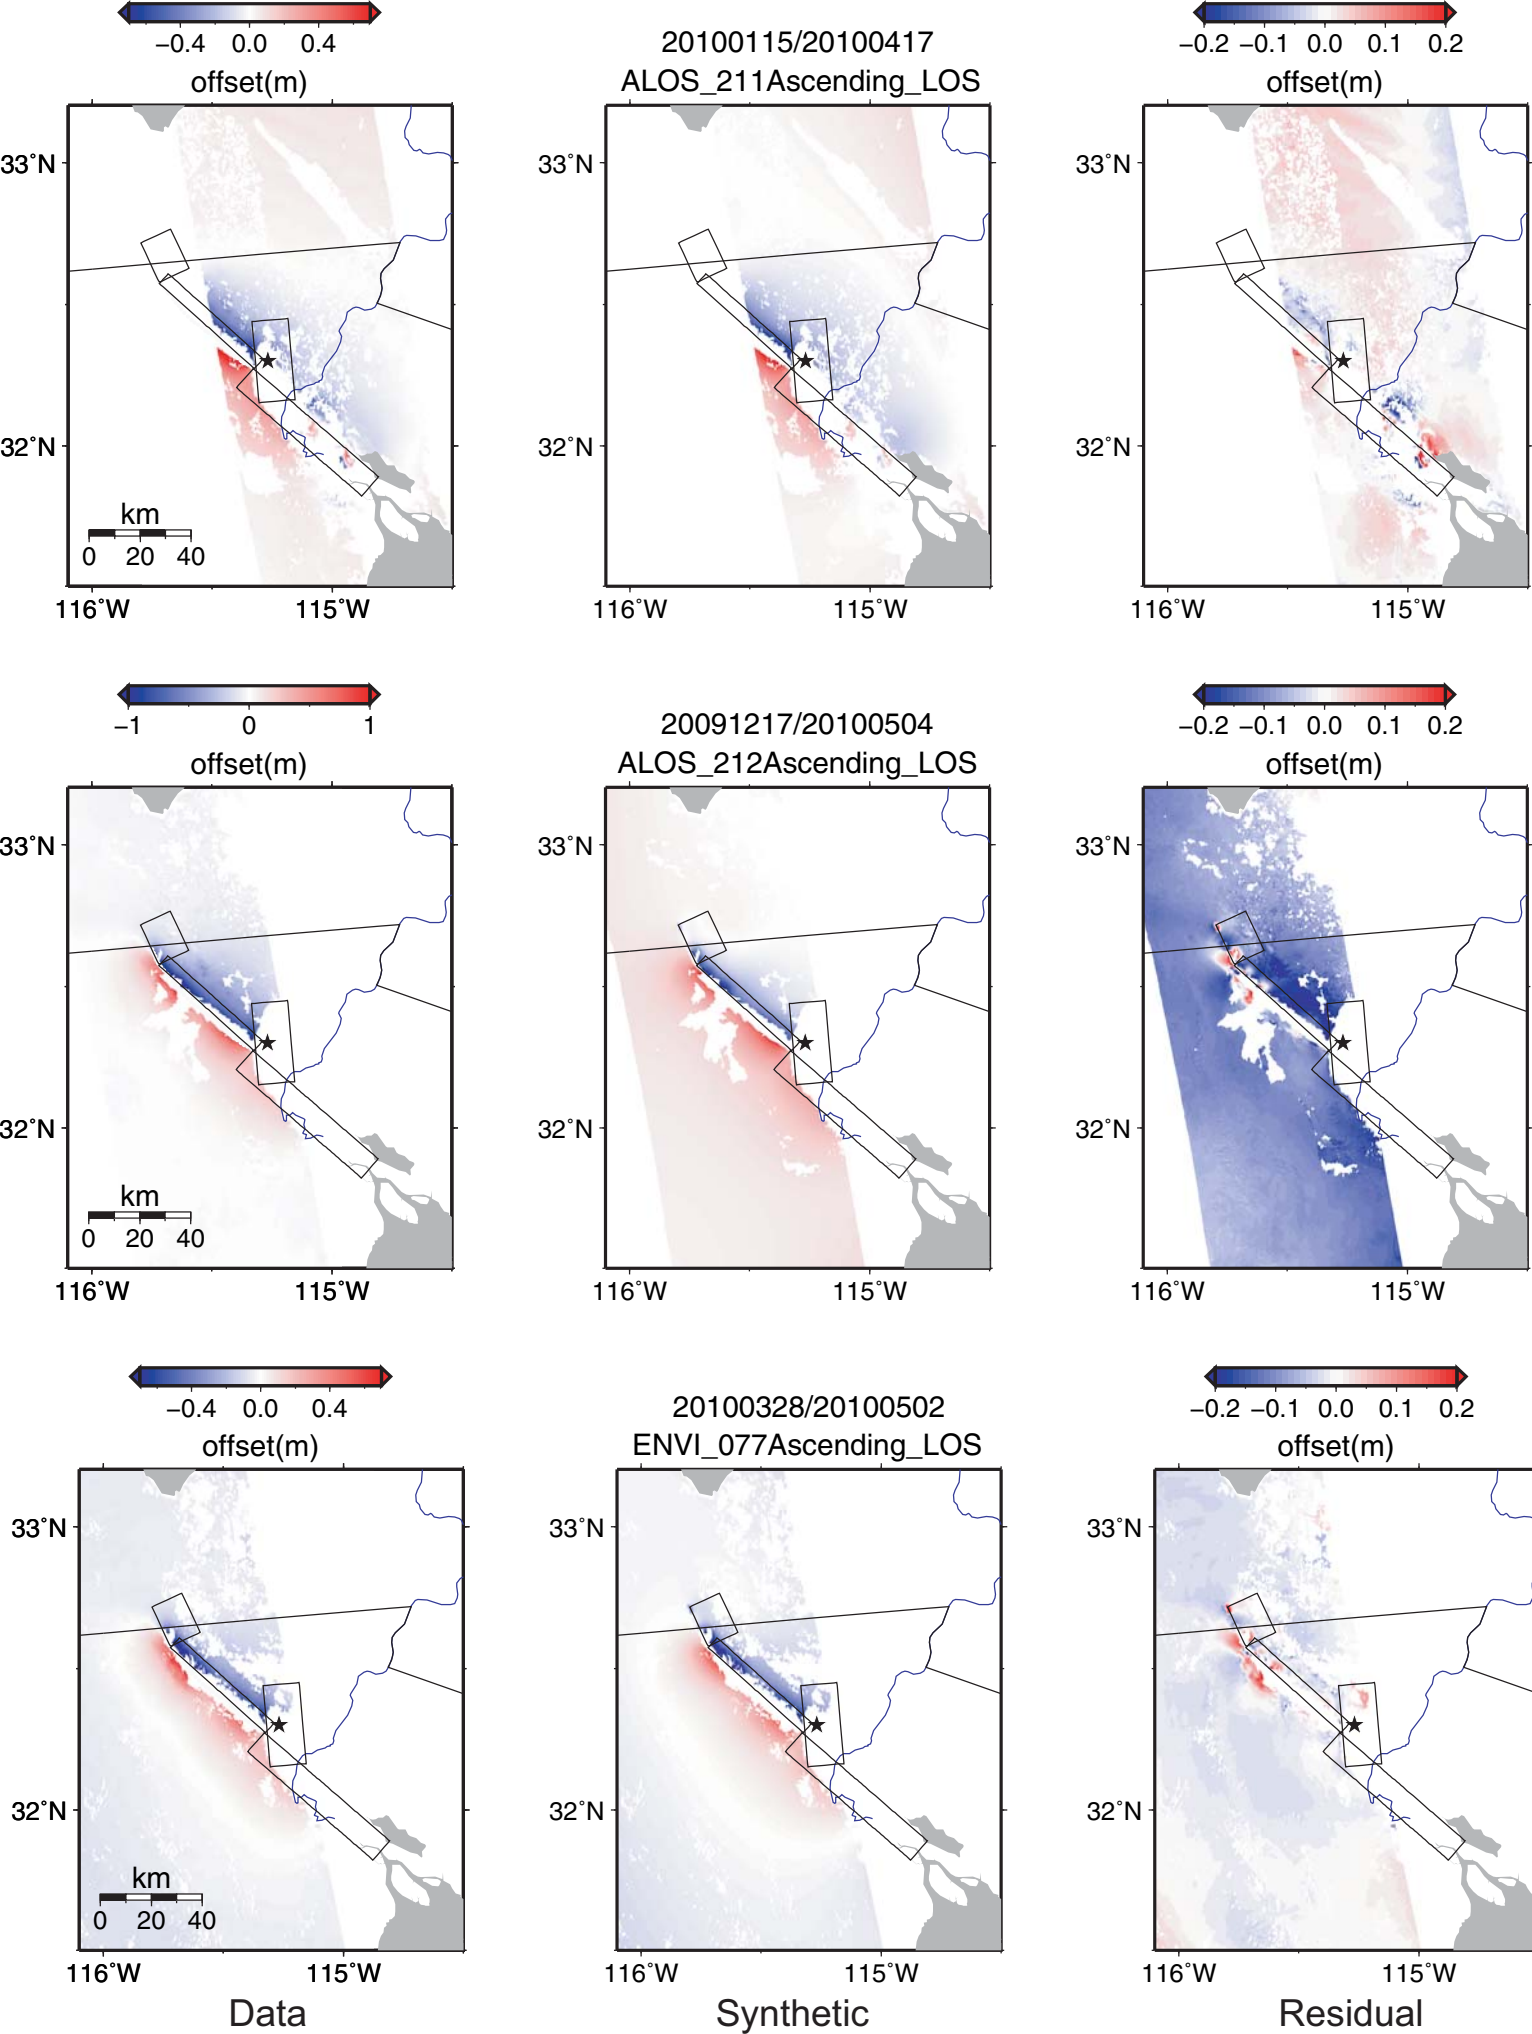 −0.4 0.0 0.4
offset(m)
20100115/20100417
ALOS_211Ascending_LOS
−0.2 −0.1 0.0 0.1 0.2
offset(m)
33˚N
32˚N
km
0 20 40
116˚W 115˚W
33˚N
32˚N
116˚W 115˚W
33˚N
32˚N
116˚W 115˚W
−1 0 1
offset(m)
20091217/20100504
ALOS_212Ascending_LOS
−0.2 −0.1 0.0 0.1 0.2
offset(m)
33˚N
32˚N
km
0 20 40
116˚W 115˚W
33˚N
32˚N
116˚W 115˚W
33˚N
32˚N
116˚W 115˚W
−0.4 0.0 0.4
offset(m)
20100328/20100502
ENVI_077Ascending_LOS
−0.2 −0.1 0.0 0.1 0.2
offset(m)
33˚N
32˚N
km
0 20 40
116˚W 115˚W
33˚N
32˚N
116˚W 115˚W
33˚N
32˚N
116˚W 115˚W
Data
Synthetic
Residual